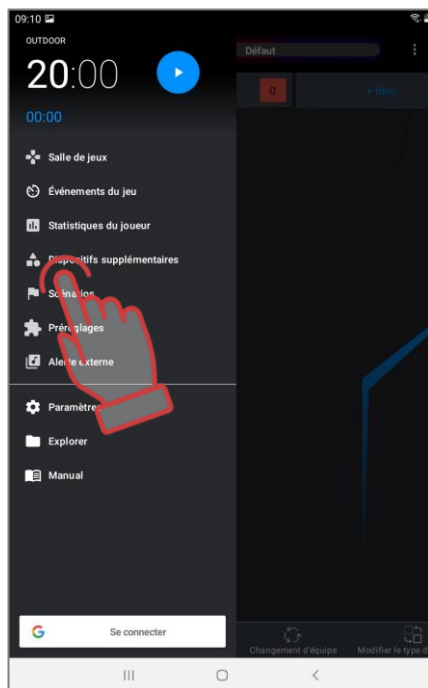 09:10
OUTDOOR
20:00
Défaut
0
+ Bleu
00:00
Salle de jeux
Événements du jeu
Statistiques du joueur
Dispositifs supplémentaires
Scénarios
Préréglages
Alerte externe
Paramètres
Explorer
Manual
G Se connecter
Changement d'équipe
Modifier le type d